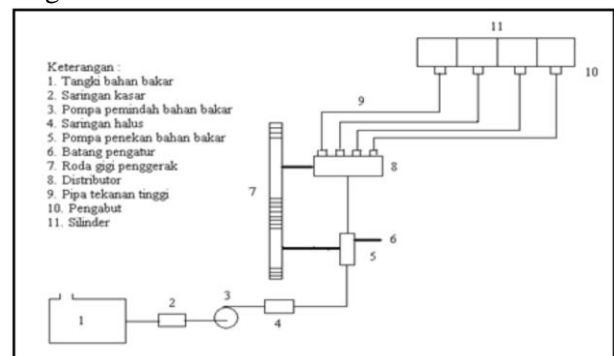 Keterangan :
1. Tangki bahan bakar
2. Saringan kasar
3. Pompa pemindah bahan bakar
4. Saringan halus
5. Pompa penekan bahan bakar
6. Batang pengatur
7. Roda gigi penggerak
8. Distributor
9. Pipa tekanan tinggi
10. Pengabut
11. Silinder
11
10
9
8
7
6
5
3
2
4
1